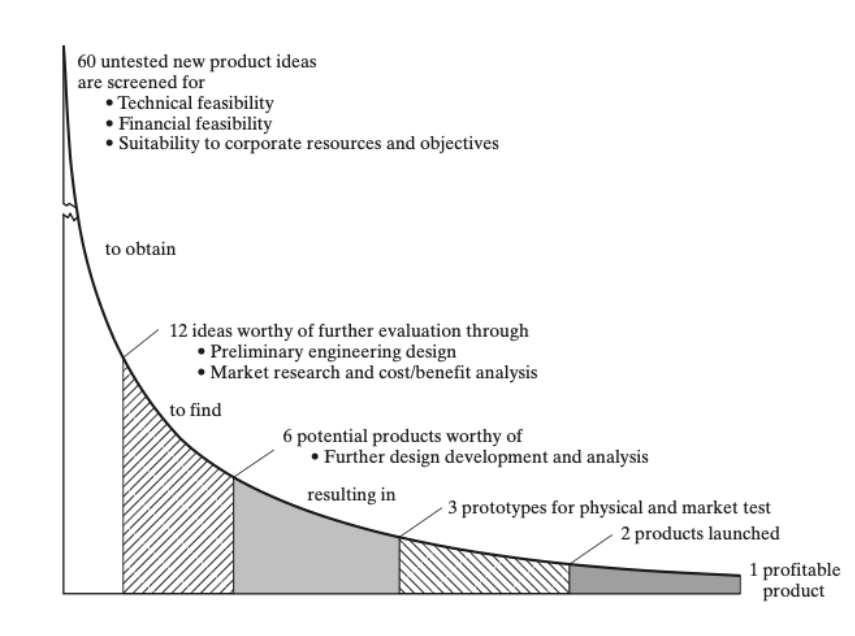 60 untested new product ideas
are screened for
• Technical feasibility
• Financial feasibility
• Suitability to corporate resources and objectives
to obtain
12 ideas worthy of further evaluation through
• Preliminary engineering design
• Market research and cost/benefit analysis
to find
6 potential products worthy of
• Further design development and analysis
resulting in
3 prototypes for physical and market test
2 products launched
1 profitable
product